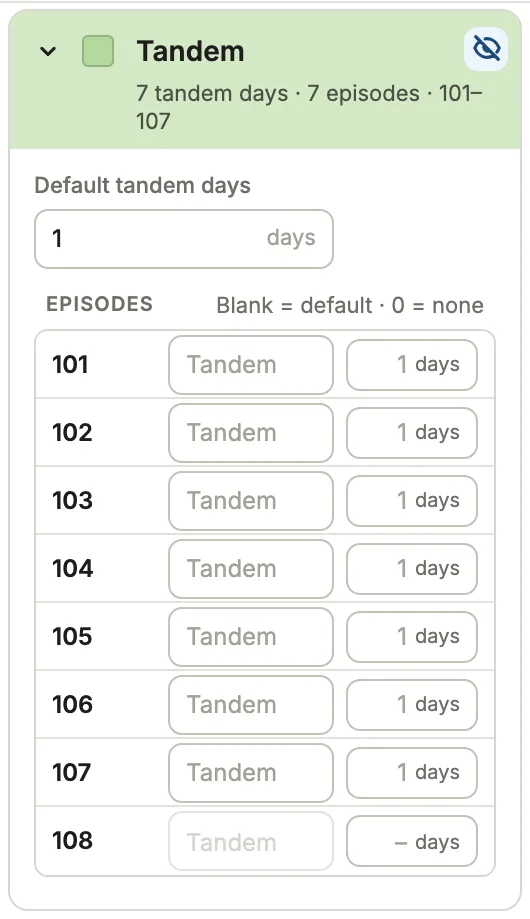 Tandem
7 tandem days · 7 episodes · 101–
107
Default tandem days
1 days
EPISODES Blank = default · 0 = none
101 Tandem 1 days
102 Tandem 1 days
103 Tandem 1 days
104 Tandem 1 days
105 Tandem 1 days
106 Tandem 1 days
107 Tandem 1 days
108 Tandem – days